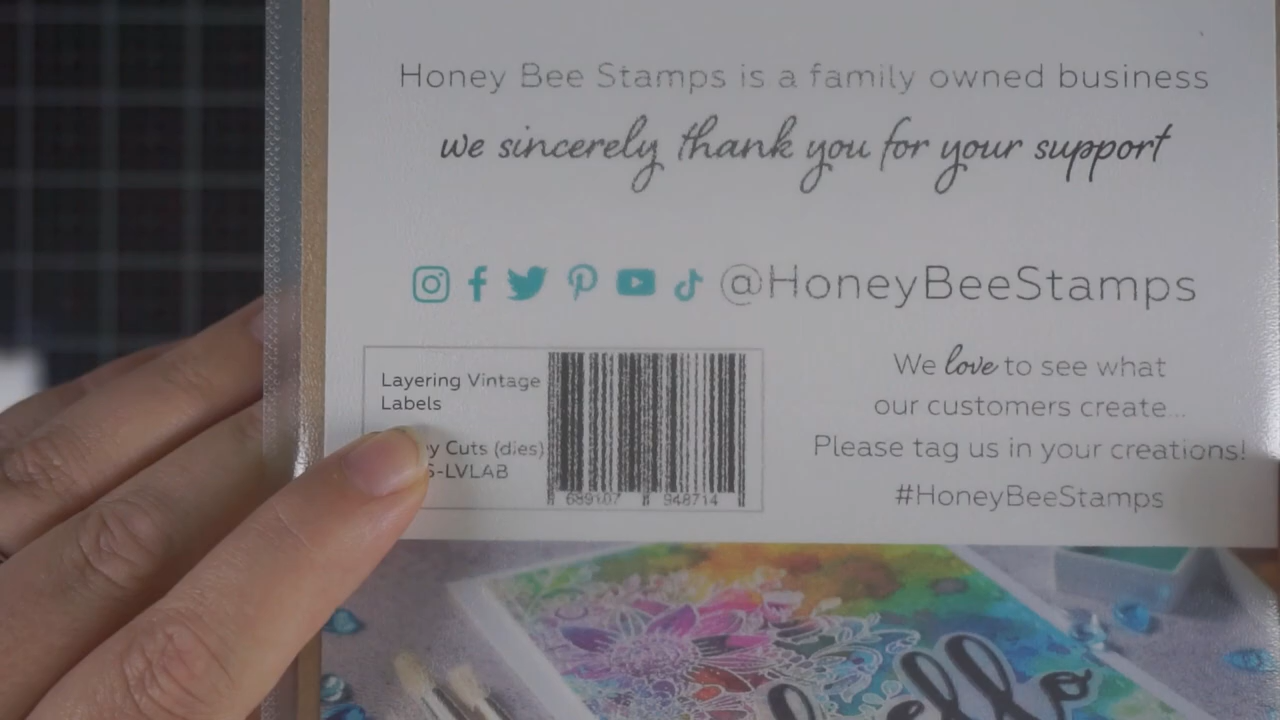 Honey Bee Stamps is a family owned business
we sincerely thank you for your support
@HoneyBeeStamps
Layering Vintage
Labels
Cuts (dies)
S-LVLAB
689107 948714
We love to see what
our customers create...
Please tag us in your creations!
#HoneyBeeStamps
hello